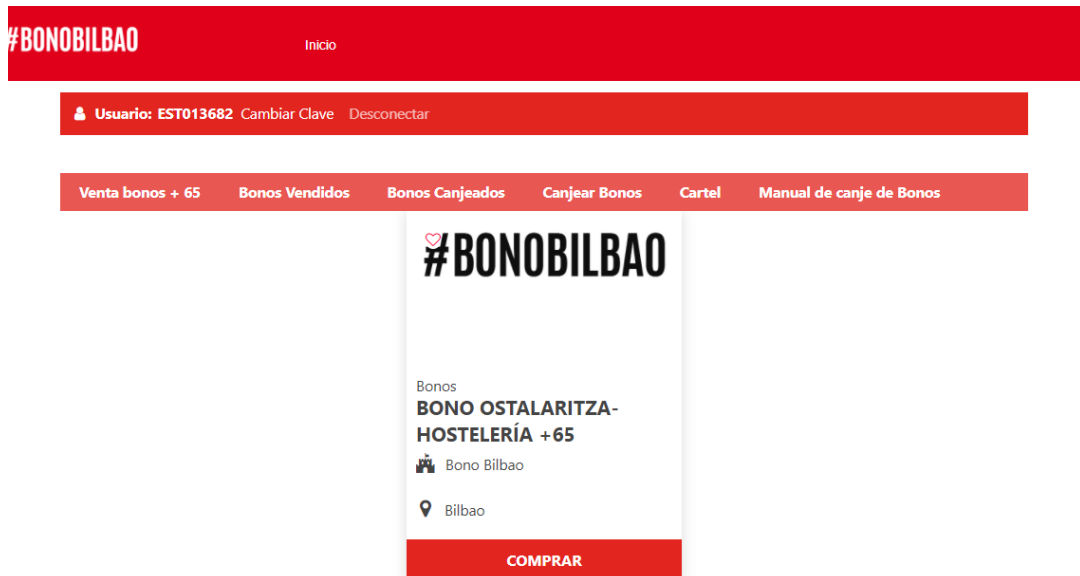 #BONOBILBAO
Inicio
Usuario: EST013682 Cambiar Clave Desconectar
Venta bonos + 65 Bonos Vendidos Bonos Canjeados Canjear Bonos Cartel Manual de canje de Bonos
#BONOBILBAO
Bonos
BONO OSTALARITZA-
HOSTELERÍA +65
Bono Bilbao
Bilbao
COMPRAR